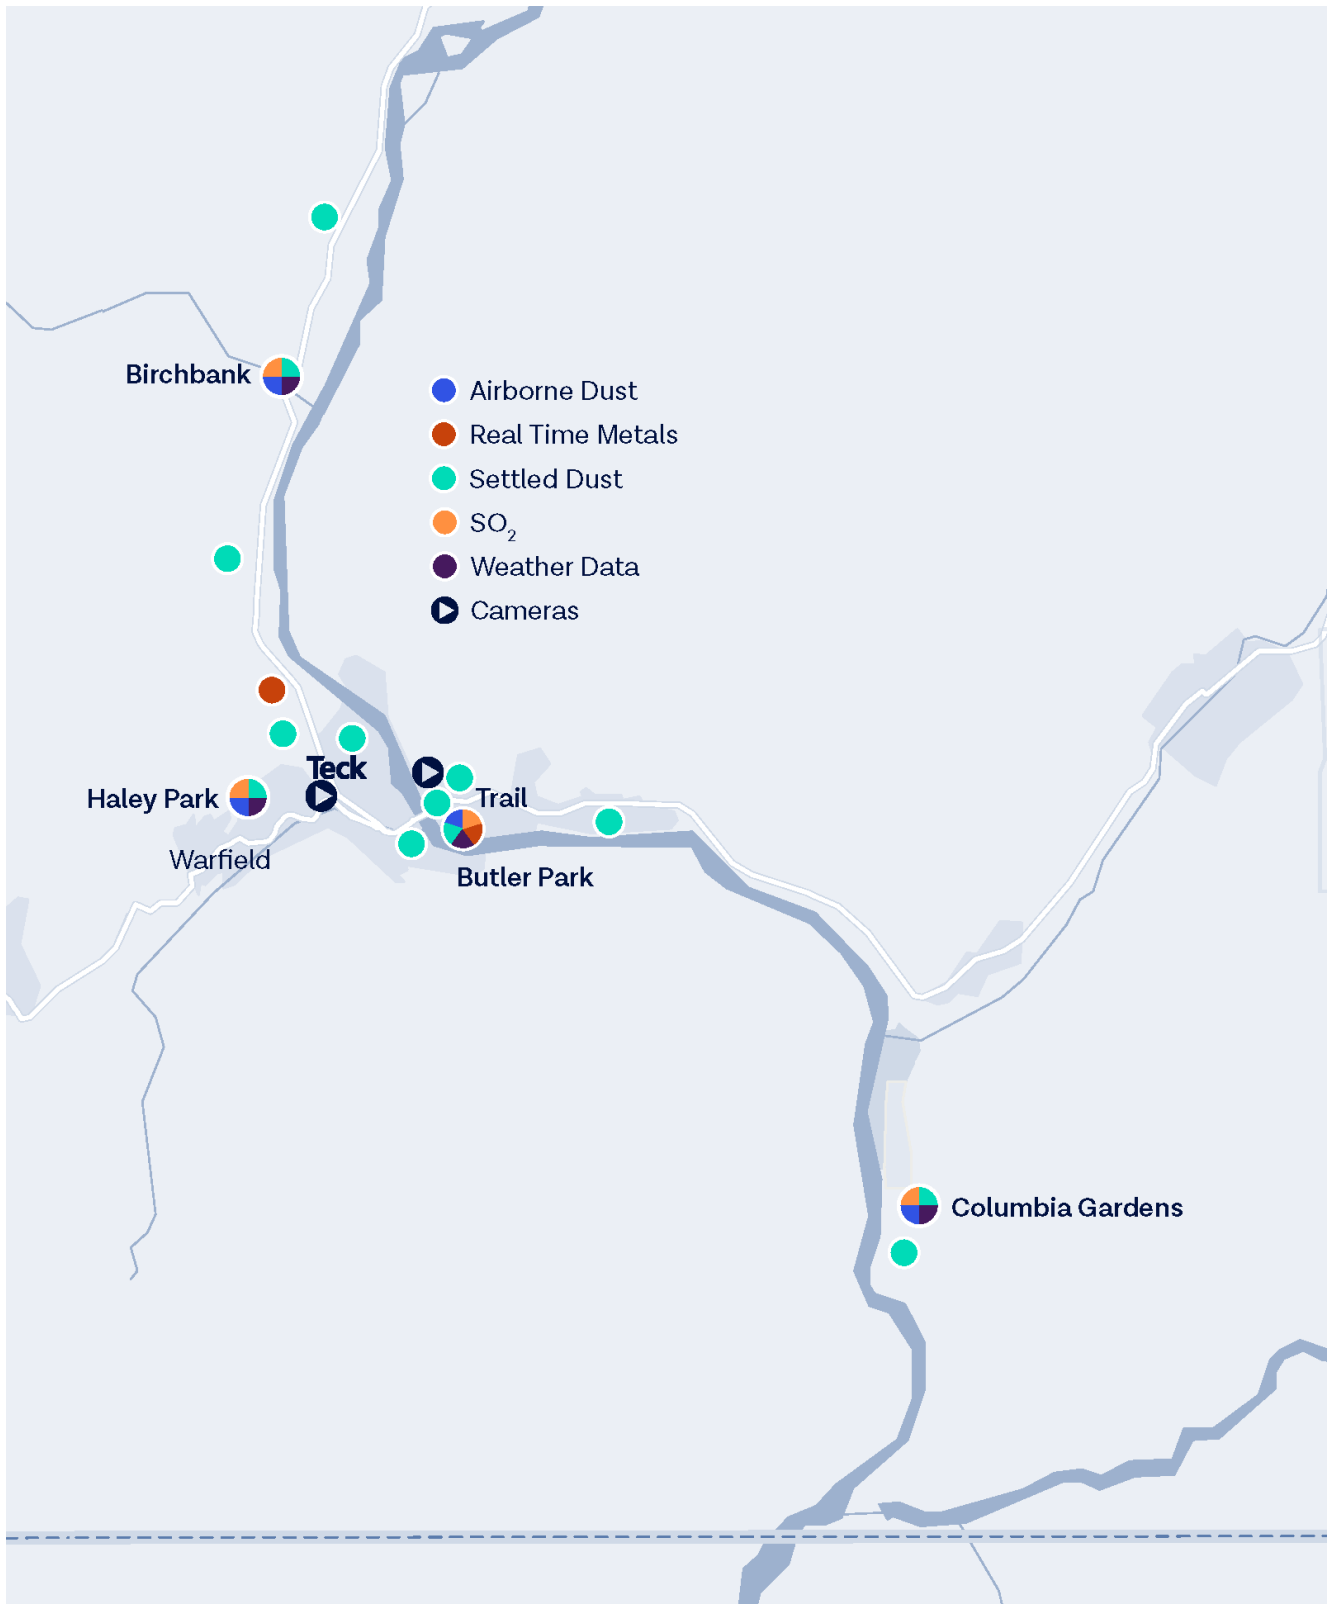 Birchbank
Airborne Dust
Real Time Metals
Settled Dust
SO₂
Weather Data
Cameras
Teck
Haley Park
Trail
Warfield
Butler Park
Columbia Gardens